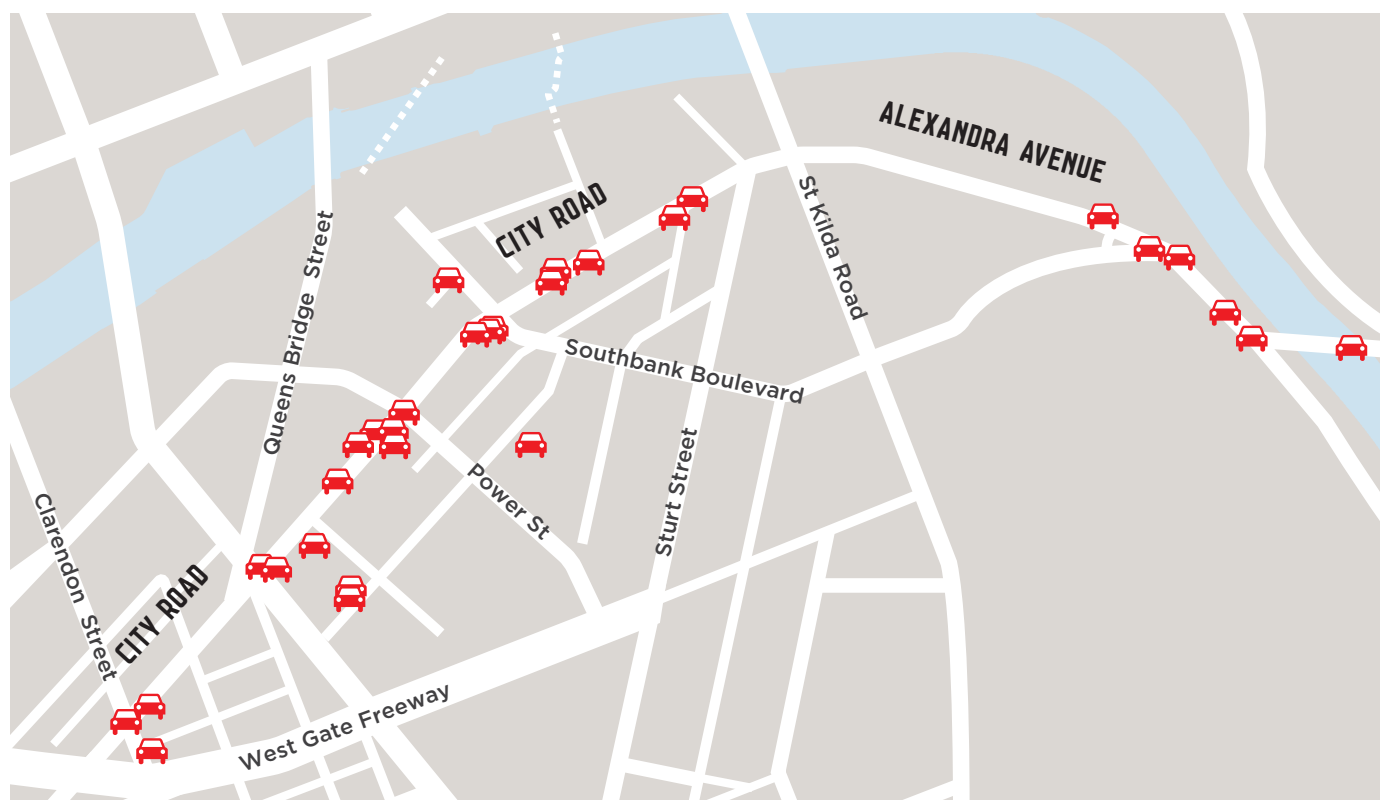 ALEXANDRA AVENUE
CITY ROAD
St Kilda Road
Queens Bridge Street
Southbank Boulevard
Power St
Sturt Street
Clarendon Street
CITY ROAD
West Gate Freeway